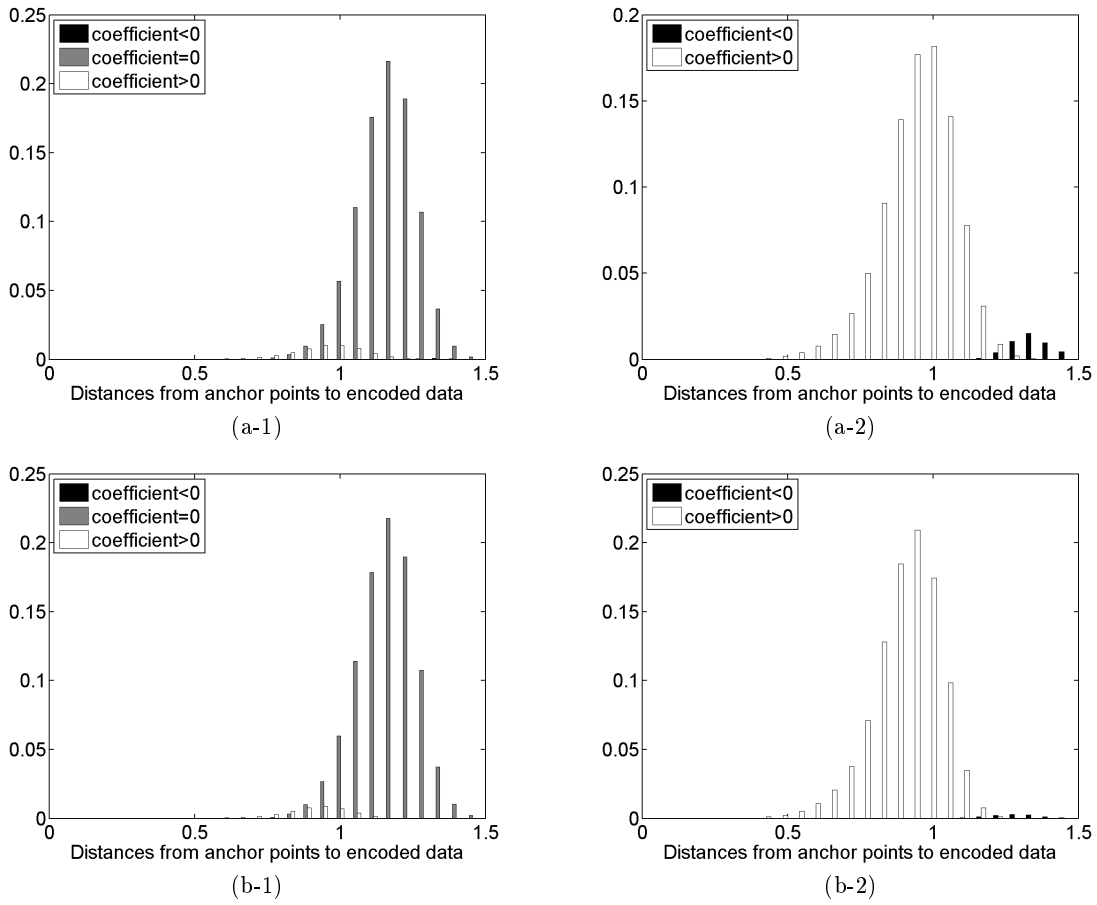 0.25
0.2
0.15
0.1
0.05
0
coefficient<0
coefficient=0
coefficient>0
0 0.5 1 1.5
Distances from anchor points to encoded data
(a-1)
0.2
0.15
0.1
0.05
0
coefficient<0
coefficient>0
0 0.5 1 1.5
Distances from anchor points to encoded data
(a-2)
0.25
0.2
0.15
0.1
0.05
0
coefficient<0
coefficient=0
coefficient>0
0 0.5 1 1.5
Distances from anchor points to encoded data
(b-1)
0.25
0.2
0.15
0.1
0.05
0
coefficient<0
coefficient>0
0 0.5 1 1.5
Distances from anchor points to encoded data
(b-2)